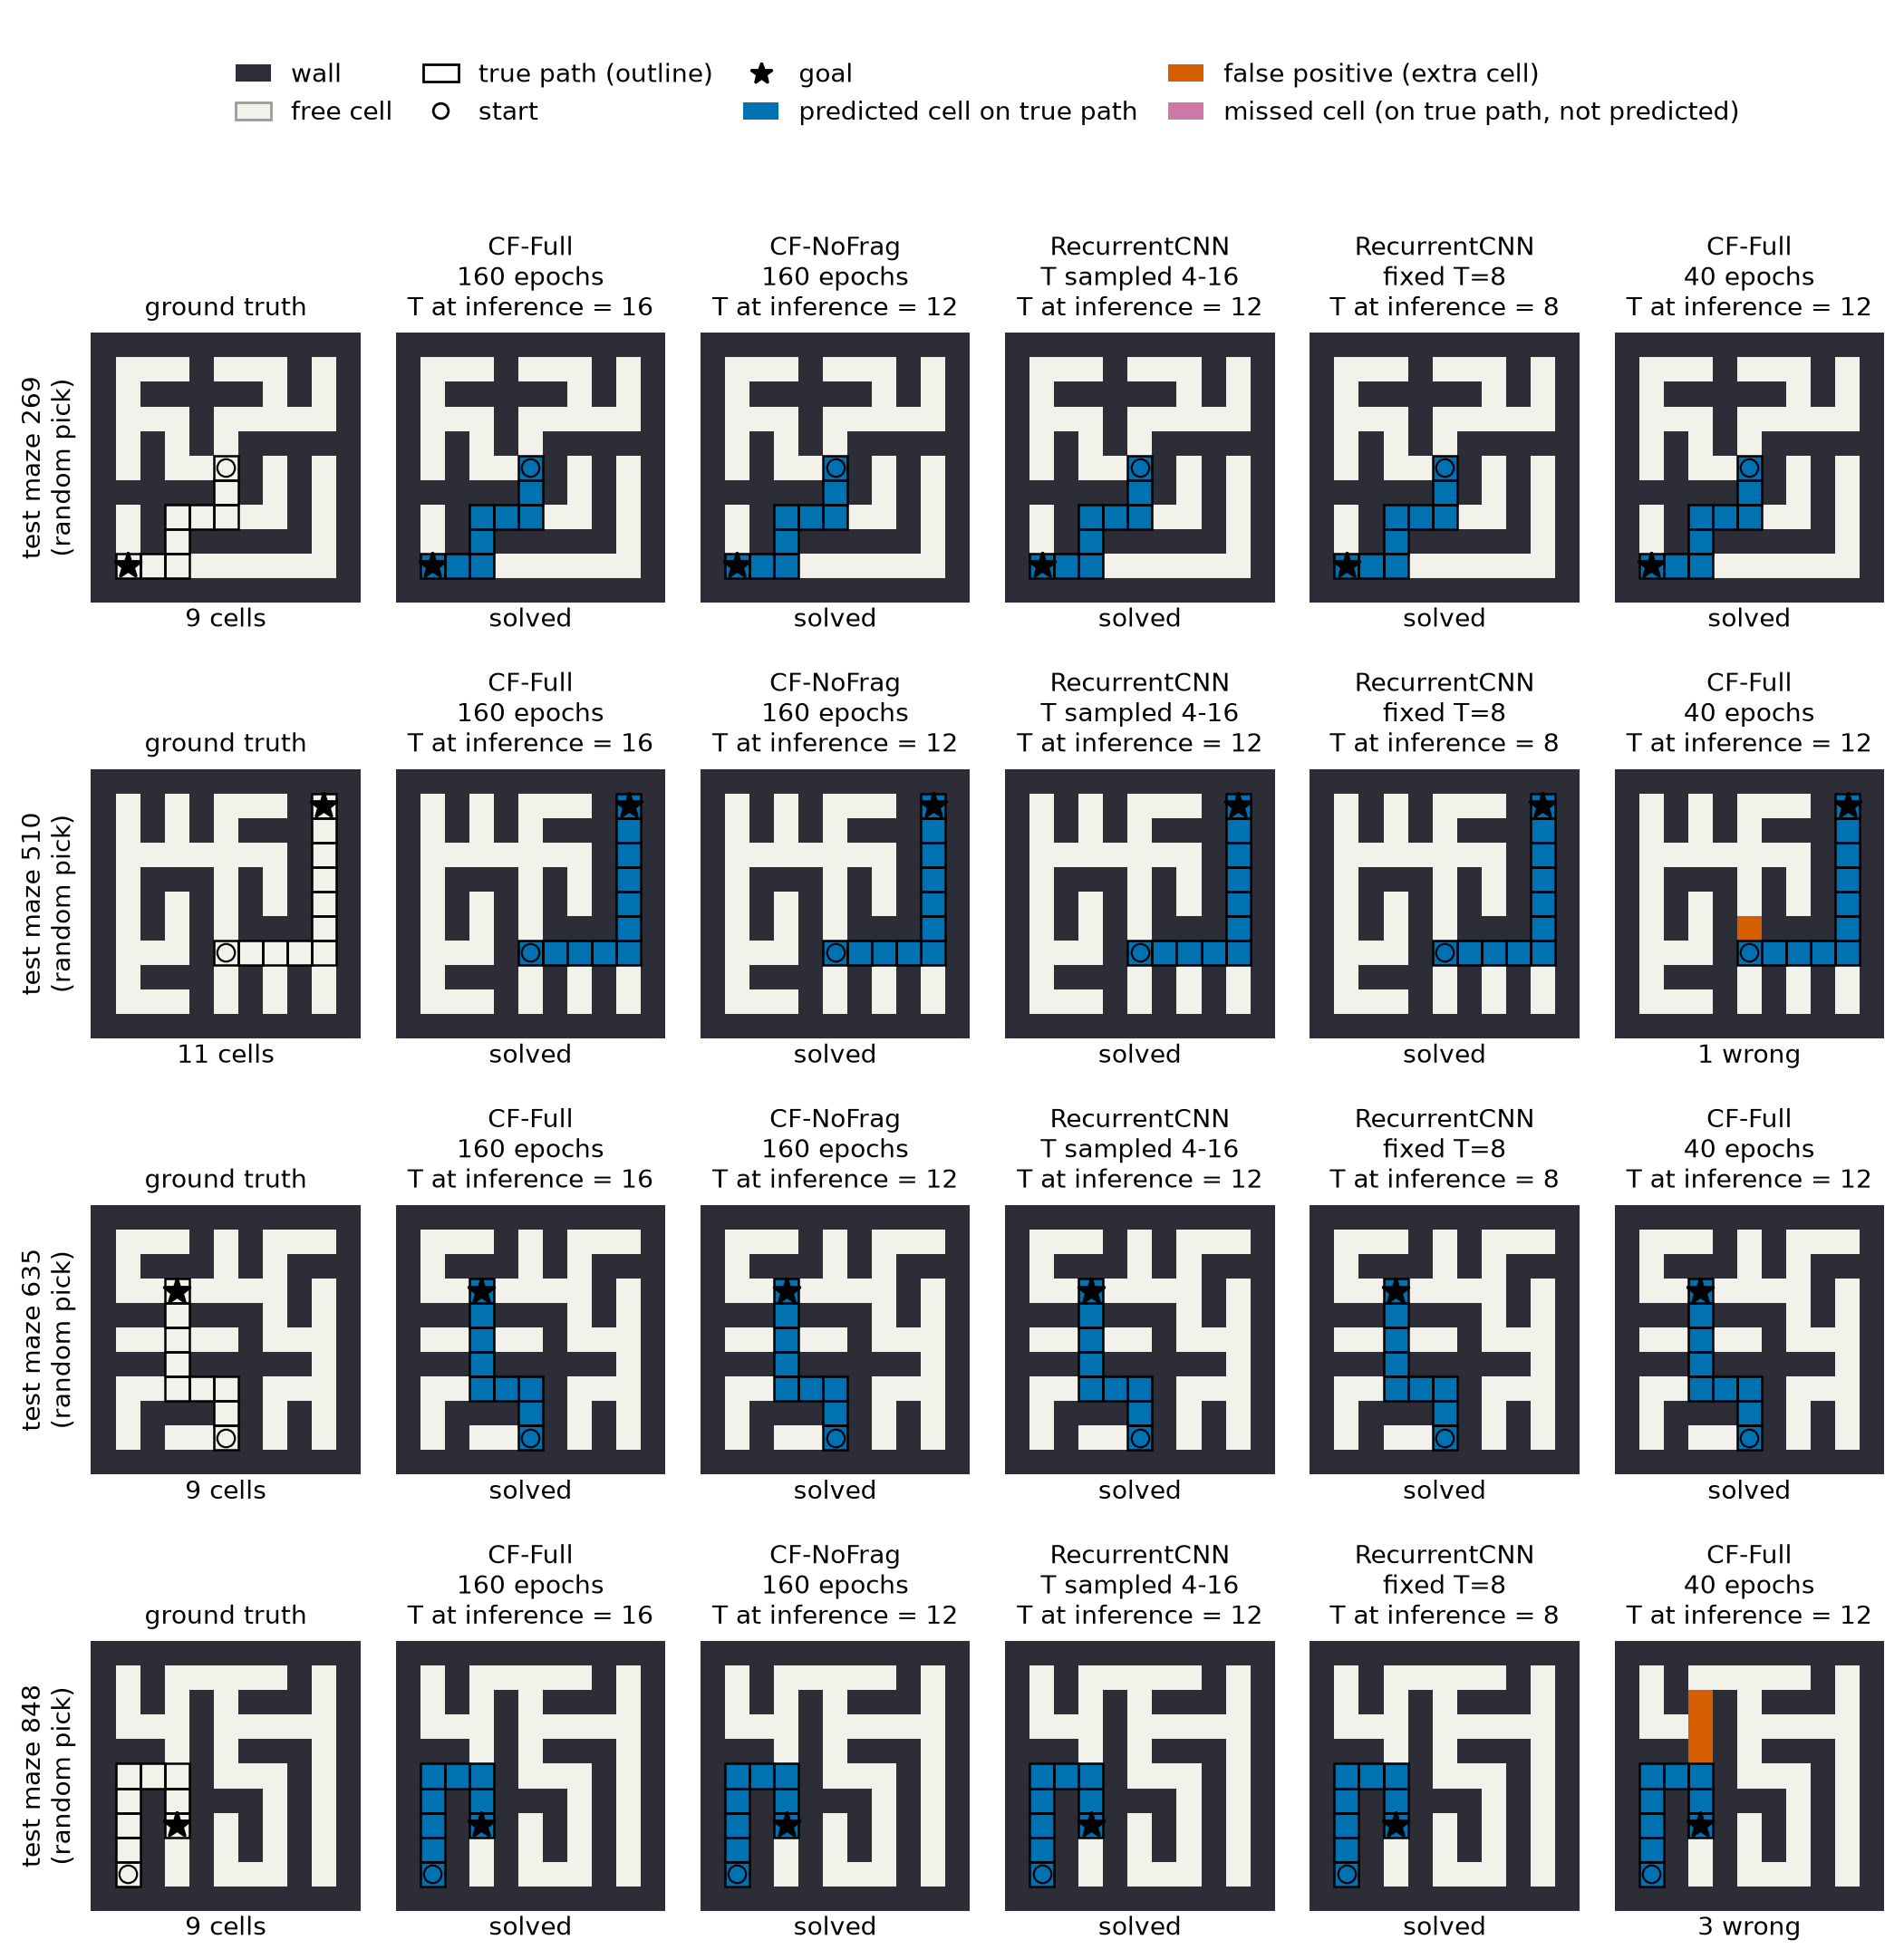 wall
free cell
true path (outline)
start
goal
predicted cell on true path
false positive (extra cell)
missed cell (on true path, not predicted)
test maze 269
(random pick)
ground truth
9 cells
CF-Full
160 epochs
T at inference = 16
solved
CF-NoFrag
160 epochs
T at inference = 12
solved
RecurrentCNN
T sampled 4-16
T at inference = 12
solved
RecurrentCNN
fixed T=8
T at inference = 8
solved
CF-Full
40 epochs
T at inference = 12
solved
test maze 510
(random pick)
ground truth
11 cells
CF-Full
160 epochs
T at inference = 16
solved
CF-NoFrag
160 epochs
T at inference = 12
solved
RecurrentCNN
T sampled 4-16
T at inference = 12
solved
RecurrentCNN
fixed T=8
T at inference = 8
solved
CF-Full
40 epochs
T at inference = 12
1 wrong
test maze 635
(random pick)
ground truth
9 cells
CF-Full
160 epochs
T at inference = 16
solved
CF-NoFrag
160 epochs
T at inference = 12
solved
RecurrentCNN
T sampled 4-16
T at inference = 12
solved
RecurrentCNN
fixed T=8
T at inference = 8
solved
CF-Full
40 epochs
T at inference = 12
solved
test maze 848
(random pick)
ground truth
9 cells
CF-Full
160 epochs
T at inference = 16
solved
CF-NoFrag
160 epochs
T at inference = 12
solved
RecurrentCNN
T sampled 4-16
T at inference = 12
solved
RecurrentCNN
fixed T=8
T at inference = 8
solved
CF-Full
40 epochs
T at inference = 12
3 wrong